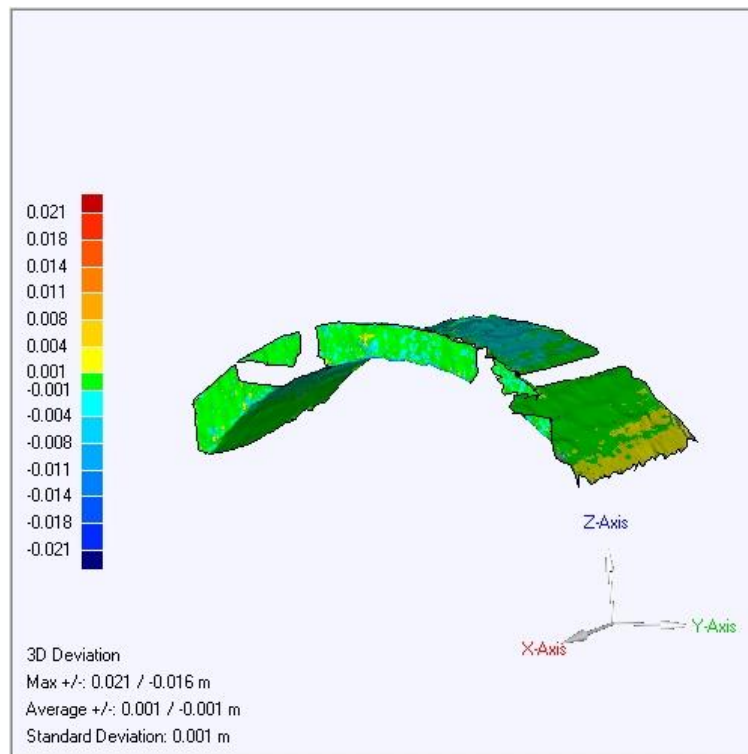 0.021
0.018
0.014
0.011
0.008
0.004
0.001
-0.001
-0.004
-0.008
-0.011
-0.014
-0.018
-0.021
Z-Axis
Y-Axis
X-Axis
3D Deviation
Max +/-: 0.021 / -0.016 m
Average +/-: 0.001 / -0.001 m
Standard Deviation: 0.001 m